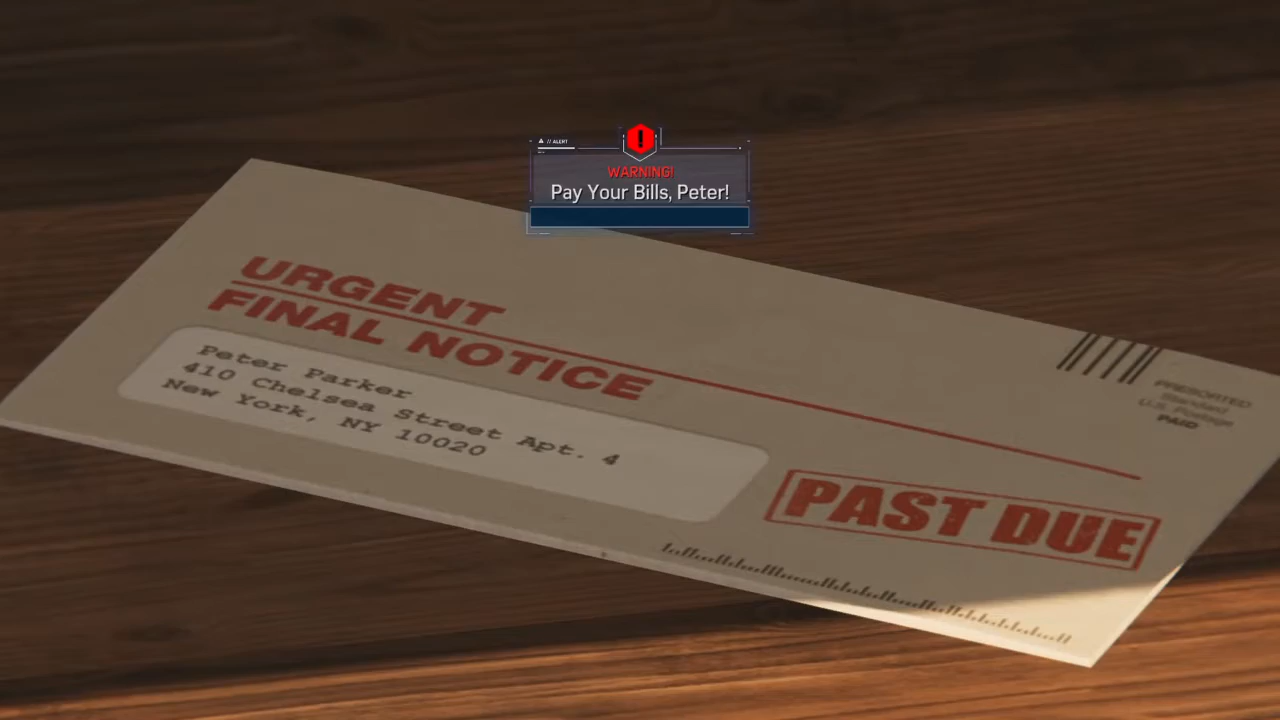 // ALERT
WARNING!
Pay Your Bills, Peter!
URGENT
FINAL NOTICE
Peter Parker
410 Chelsea Street Apt. 4
New York, NY 10020
PRESORTED
Standard
U.S. Postage
PAID
PAST DUE